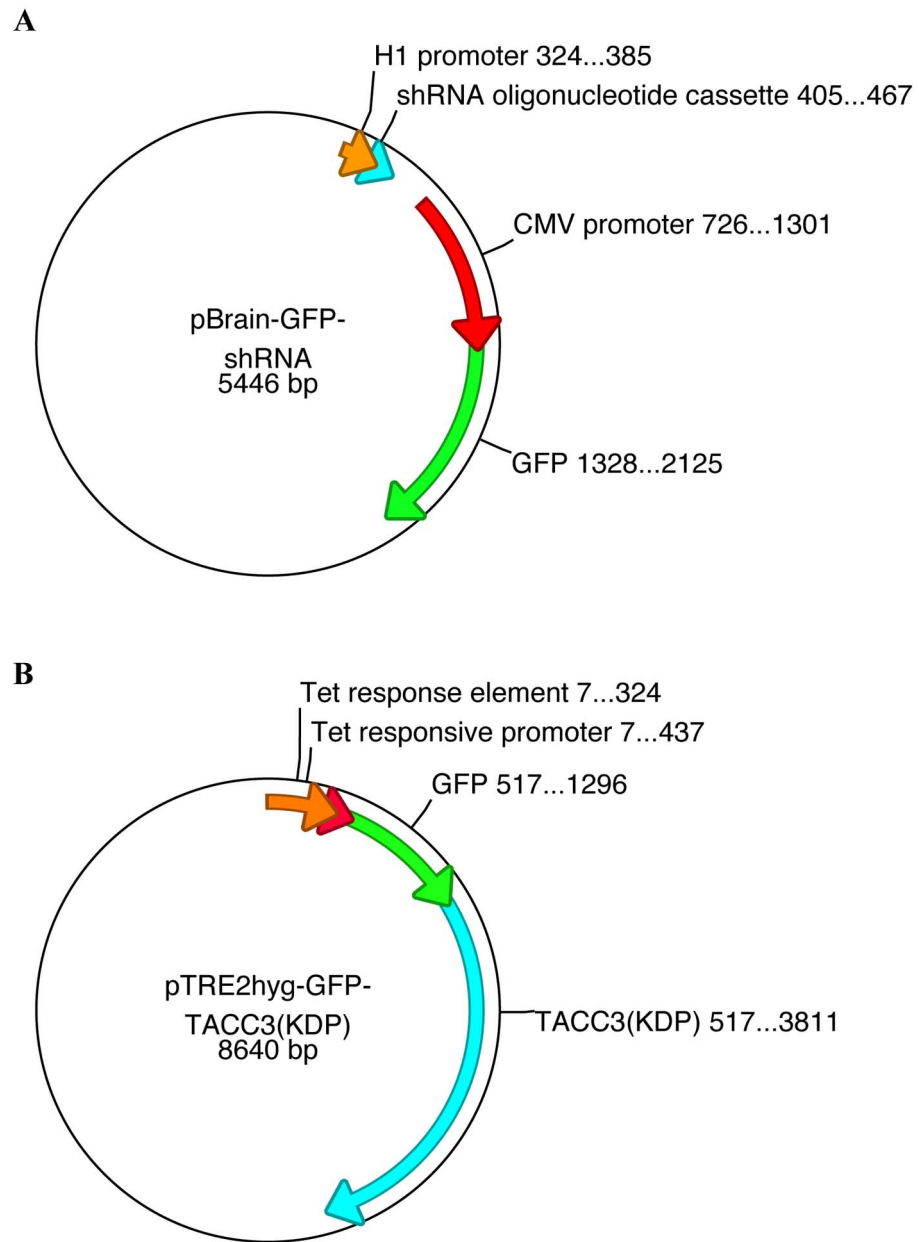 A
H1 promoter 324...385
shRNA oligonucleotide cassette 405...467
CMV promoter 726...1301
pBrain-GFP-
shRNA
5446 bp
GFP 1328...2125
B
Tet response element 7...324
Tet responsive promoter 7...437
GFP 517...1296
pTRE2hyg-GFP-
TACC3(KDP)
8640 bp
TACC3(KDP) 517...3811